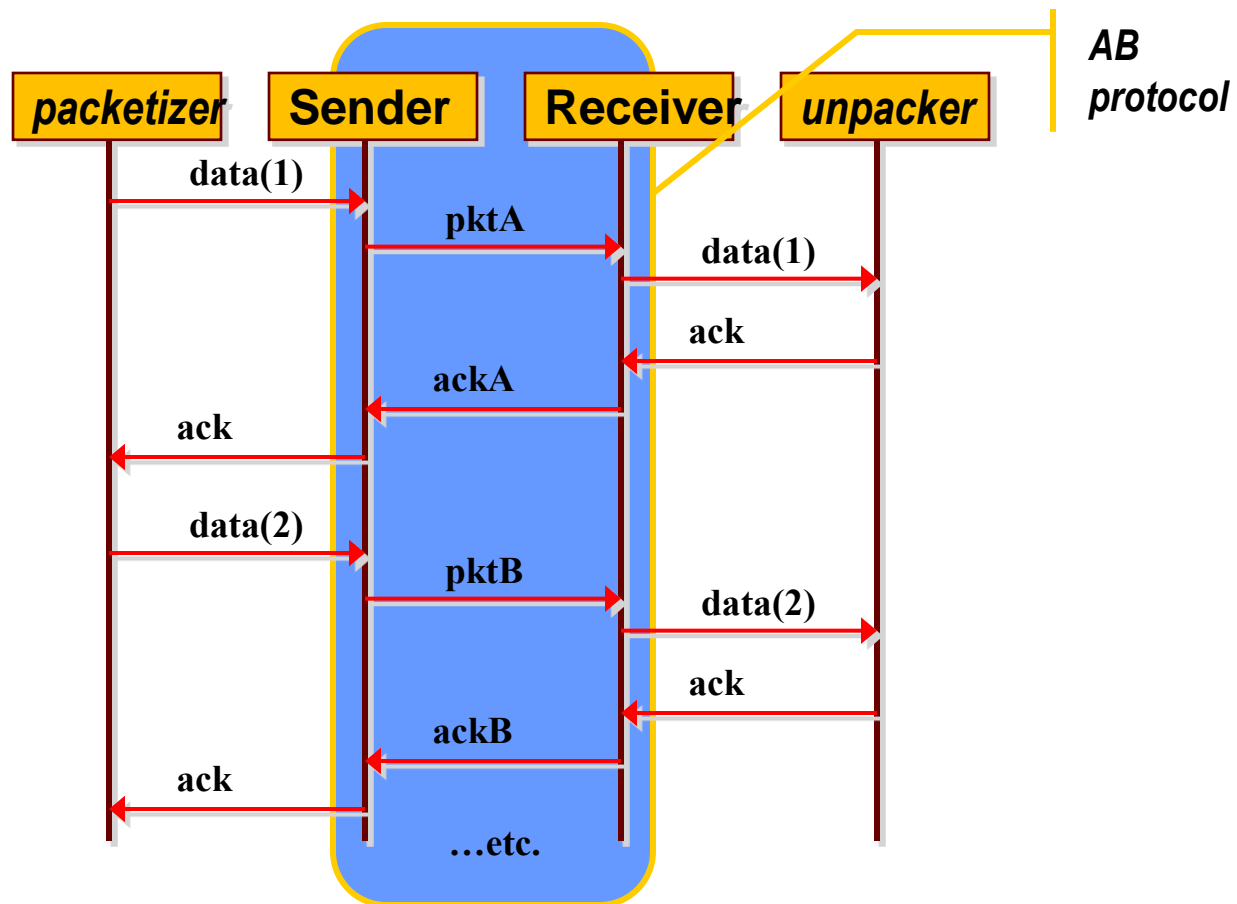 AB
protocol
packetizer
Sender
Receiver
unpacker
data(1)
pktA
data(1)
ack
ackA
ack
data(2)
pktB
data(2)
ack
ackB
ack
…etc.